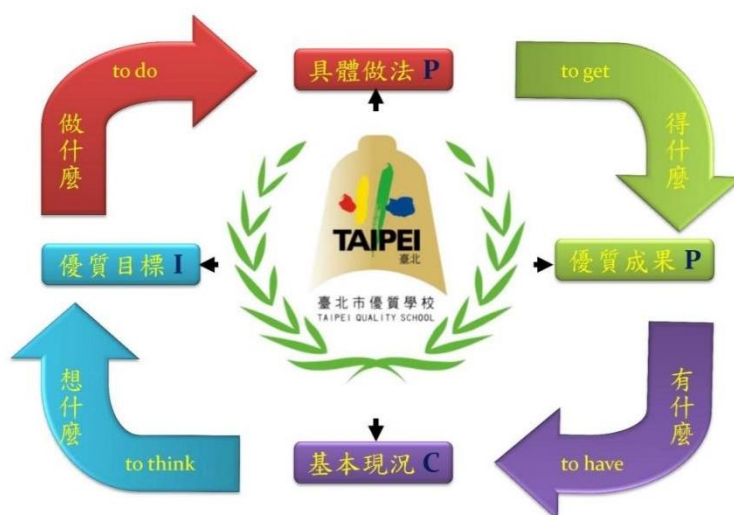 to do
做什麼
具體做法 P
to get
得什麼
TAIPEI
臺北
臺北市優質學校
TAIPEI QUALITY SCHOOL
優質目標 I
優質成果 P
想什麼
to think
基本現況 C
有什麼
to have